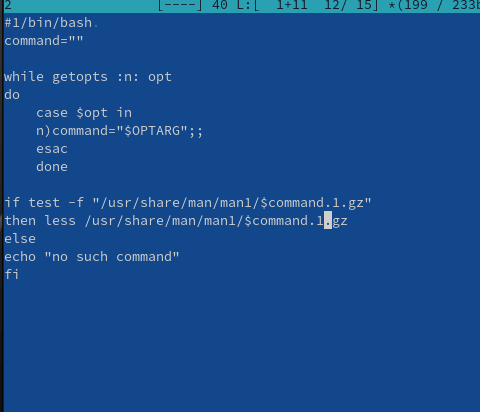 2 [----] 40 L:[ 1+11 12/ 15] *(199 / 233b
#1/bin/bash
command=""
while getopts :n: opt
do
case $opt in
n)command="$OPTARG";;
esac
done
if test -f "/usr/share/man/man1/$command.1.gz"
then less /usr/share/man/man1/$command.1.gz
else
echo "no such command"
fi